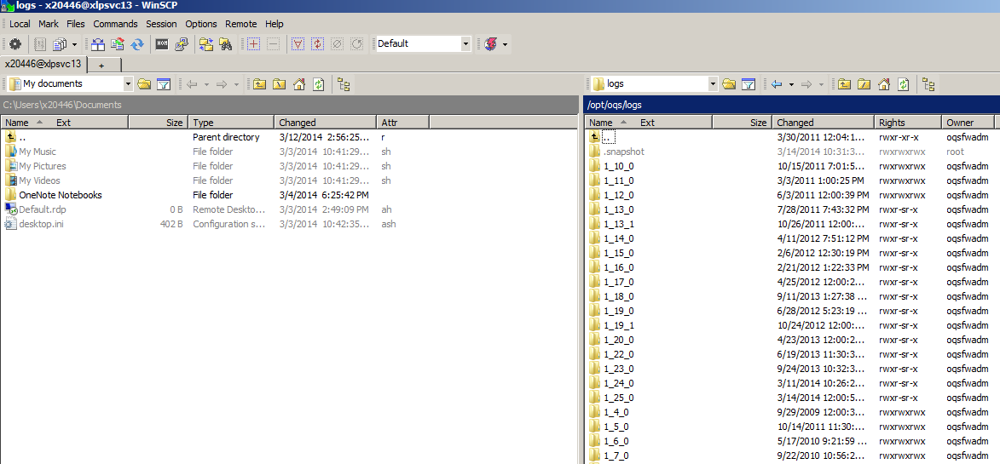 logs - x20446@xlpsvc13 - WinSCP
Local Mark Files Commands Session Options Remote Help
Default
x20446@xlpsvc13 +
My documents
C:\Users\x20446\Documents
Name Ext Size Type Changed Attr
.. Parent directory 3/12/2014 2:56:25... r
My Music File folder 3/3/2014 10:41:29... sh
My Pictures File folder 3/3/2014 10:41:29... sh
My Videos File folder 3/3/2014 10:41:29... sh
OneNote Notebooks File folder 3/4/2014 6:25:42 PM
Default.rdp 0 B Remote Deskto... 3/3/2014 2:49:09 PM ah
desktop.ini 402 B Configuration s... 3/3/2014 10:42:35... ash
logs
/opt/oqs/logs
Name Ext Size Changed Rights Owner
.. 3/30/2011 12:04:1... rwxr-xr-x oqsfwadm
.snapshot 3/14/2014 10:31:3... rwxrwxrwx root
1_10_0 10/15/2011 7:01:5... rwxrwxrwx oqsfwadm
1_11_0 3/3/2011 1:00:25 PM rwxrwxrwx oqsfwadm
1_12_0 6/3/2011 12:00:39 PM rwxrwxrwx oqsfwadm
1_13_0 7/28/2011 7:43:32 PM rwxr-sr-x oqsfwadm
1_13_1 10/26/2011 12:00:... rwxr-sr-x oqsfwadm
1_14_0 4/11/2012 7:51:12 PM rwxr-sr-x oqsfwadm
1_15_0 2/6/2012 12:30:19 PM rwxr-sr-x oqsfwadm
1_16_0 2/21/2012 1:22:33 PM rwxr-sr-x oqsfwadm
1_17_0 4/25/2012 12:00:2... rwxr-sr-x oqsfwadm
1_18_0 9/11/2013 1:27:38 ... rwxr-sr-x oqsfwadm
1_19_0 6/28/2012 5:23:19 ... rwxr-sr-x oqsfwadm
1_19_1 10/24/2012 12:00:... rwxr-sr-x oqsfwadm
1_20_0 4/23/2013 12:00:2... rwxr-sr-x oqsfwadm
1_22_0 6/19/2013 11:30:3... rwxr-sr-x oqsfwadm
1_23_0 9/24/2013 10:32:3... rwxr-sr-x oqsfwadm
1_24_0 3/11/2014 10:26:2... rwxr-sr-x oqsfwadm
1_25_0 3/14/2014 12:00:5... rwxr-sr-x oqsfwadm
1_4_0 9/29/2009 12:00:3... rwxrwxrwx oqsfwadm
1_5_0 10/14/2011 11:30:... rwxrwxrwx oqsfwadm
1_6_0 5/17/2010 9:21:59 ... rwxrwxrwx oqsfwadm
1_7_0 9/22/2010 10:56:2... rwxrwxrwx oqsfwadm